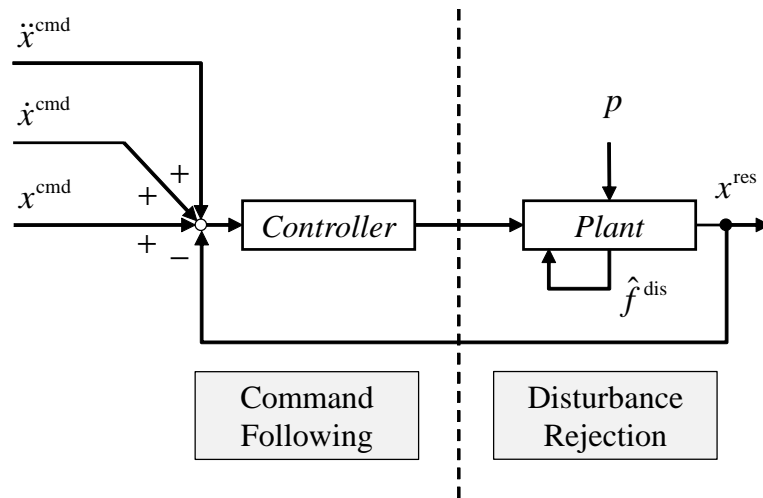 ẍ^cmd
ẋ^cmd
p
x^cmd
+
+
+
−
x^res
Controller
Plant
f̂^dis
Command
Following
Disturbance
Rejection